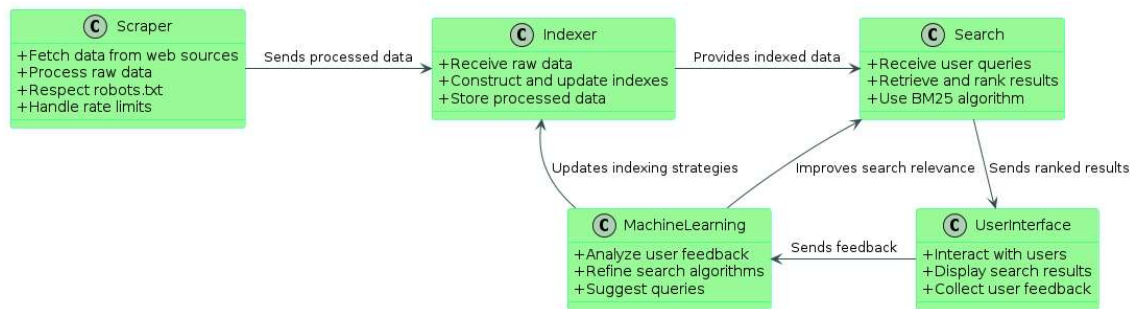 C Scraper
+Fetch data from web sources
+Process raw data
+Respect robots.txt
+Handle rate limits
Sends processed data
C Indexer
+Receive raw data
+Construct and update indexes
+Store processed data
Provides indexed data
C Search
+Receive user queries
+Retrieve and rank results
+Use BM25 algorithm
Updates indexing strategies
Improves search relevance
Sends ranked results
C MachineLearning
+Analyze user feedback
+Refine search algorithms
+Suggest queries
Sends feedback
C UserInterface
+Interact with users
+Display search results
+Collect user feedback